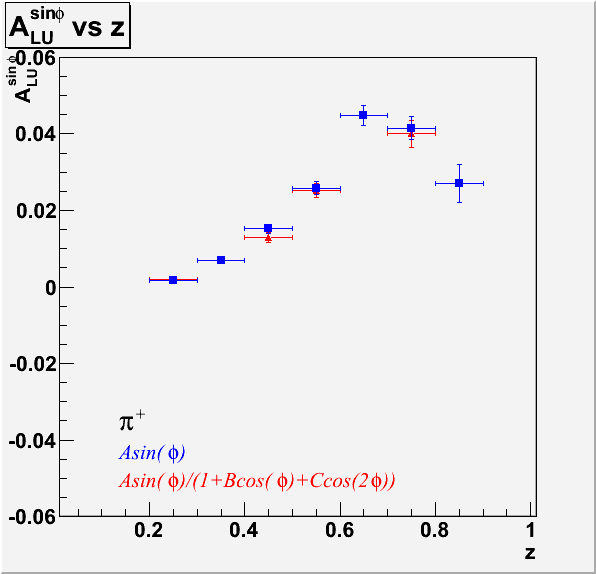 A_LU^sinϕ vs z
A_LU^sinϕ
0.06
0.04
0.02
0
-0.02
-0.04
-0.06
π⁺
Asin(ϕ)
Asin(ϕ)/(1+Bcos(ϕ)+Ccos(2ϕ))
0.2 0.4 0.6 0.8 1
z